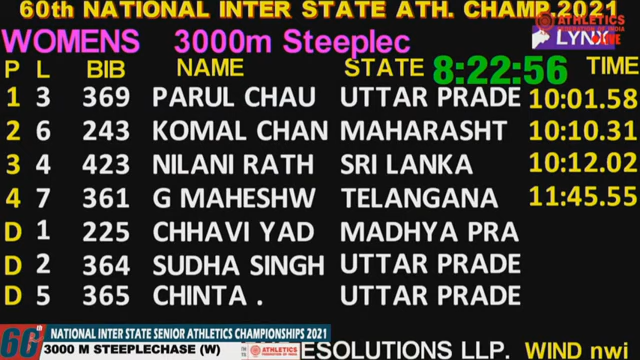 60th NATIONAL INTER STATE ATH. CHAMP.2021
ATHLETICS
WOMENS 3000m Steeplec
LYNX
P L BIB NAME STATE 8:22:56 TIME
1 3 369 PARUL CHAU UTTAR PRADE 10:01.58
2 6 243 KOMAL CHAN MAHARASHT 10:10.31
3 4 423 NILANI RATH SRI LANKA 10:12.02
4 7 361 G MAHESHW TELANGANA 11:45.55
D 1 225 CHHAVI YAD MADHYA PRA
D 2 364 SUDHA SINGH UTTAR PRADE
D 5 365 CHINTA . UTTAR PRADE
60th NATIONAL INTER STATE SENIOR ATHLETICS CHAMPIONSHIPS 2021
3000 M STEEPLECHASE (W)
ATHLETICS
ESOLUTIONS LLP. WIND nwi